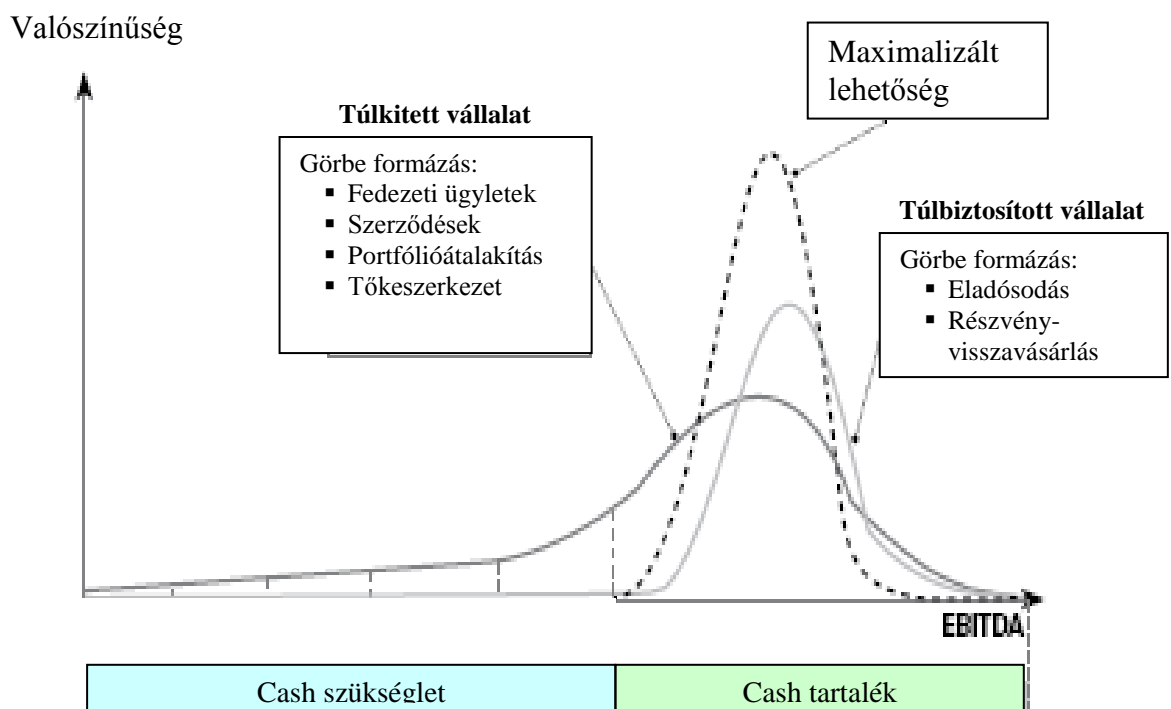 Valószínűség
Maximalizált
lehetőség
Túlkitett vállalat
Görbe formázás:
▪ Fedezeti ügyletek
▪ Szerződések
▪ Portfólióátalakítás
▪ Tőkeszerkezet
Túlbiztosított vállalat
Görbe formázás:
▪ Eladósodás
▪ Részvény-
visszavásárlás
EBITDA
Cash szükséglet
Cash tartalék